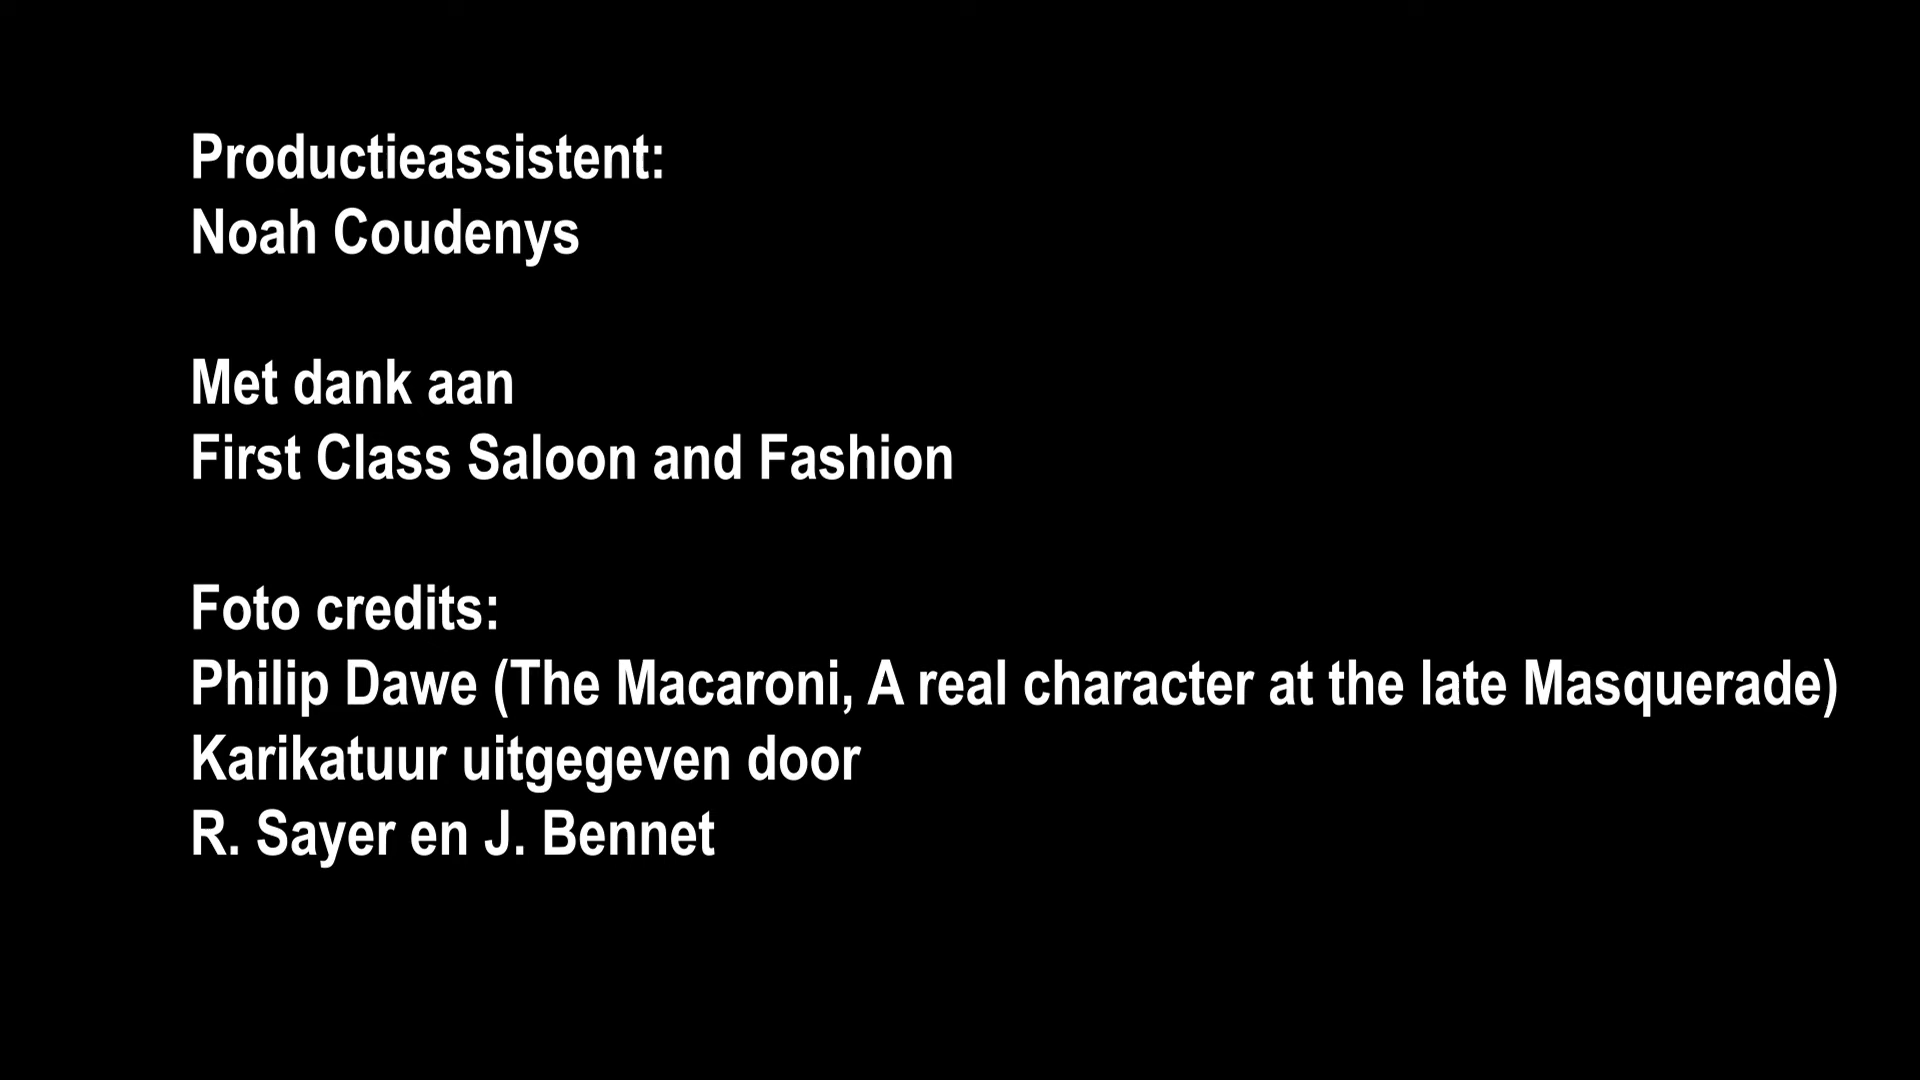 Productieassistent:
Noah Coudenys
Met dank aan
First Class Saloon and Fashion
Foto credits:
Philip Dawe (The Macaroni, A real character at the late Masquerade)
Karikatuur uitgegeven door
R. Sayer en J. Bennet